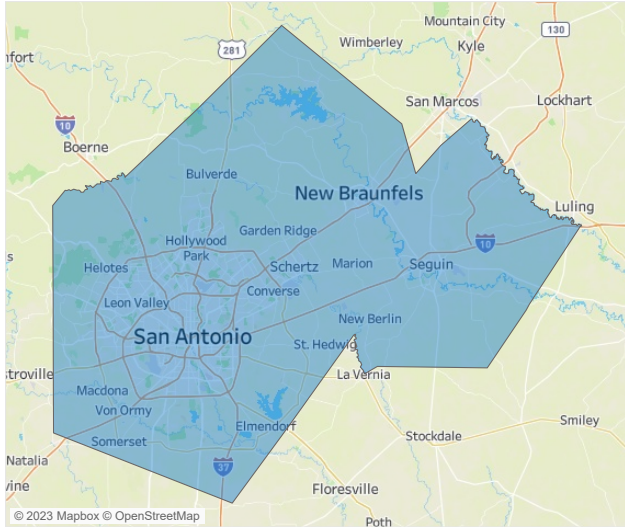 Mountain City
130
Wimberley
Kyle
281
nfort
San Marcos
Lockhart
10
Boerne
Bulverde
New Braunfels
Luling
Garden Ridge
Hollywood
Park
10
Helotes
Schertz
Marion
Seguin
Converse
Leon Valley
New Berlin
San Antonio
St. Hedwig
stroville
La Vernia
Macdona
Von Ormy
Smiley
Elmendorf
Stockdale
Somerset
Natalia
37
vine
Floresville
© 2023 Mapbox © OpenStreetMap
Poth